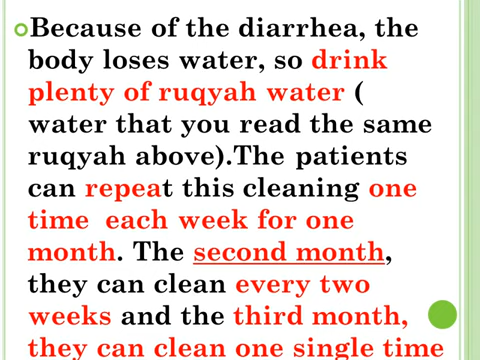 Because of the diarrhea, the
body loses water, so drink
plenty of ruqyah water (
water that you read the same
ruqyah above).The patients
can repeat this cleaning one
time each week for one
month. The second month,
they can clean every two
weeks and the third month,
they can clean one single time